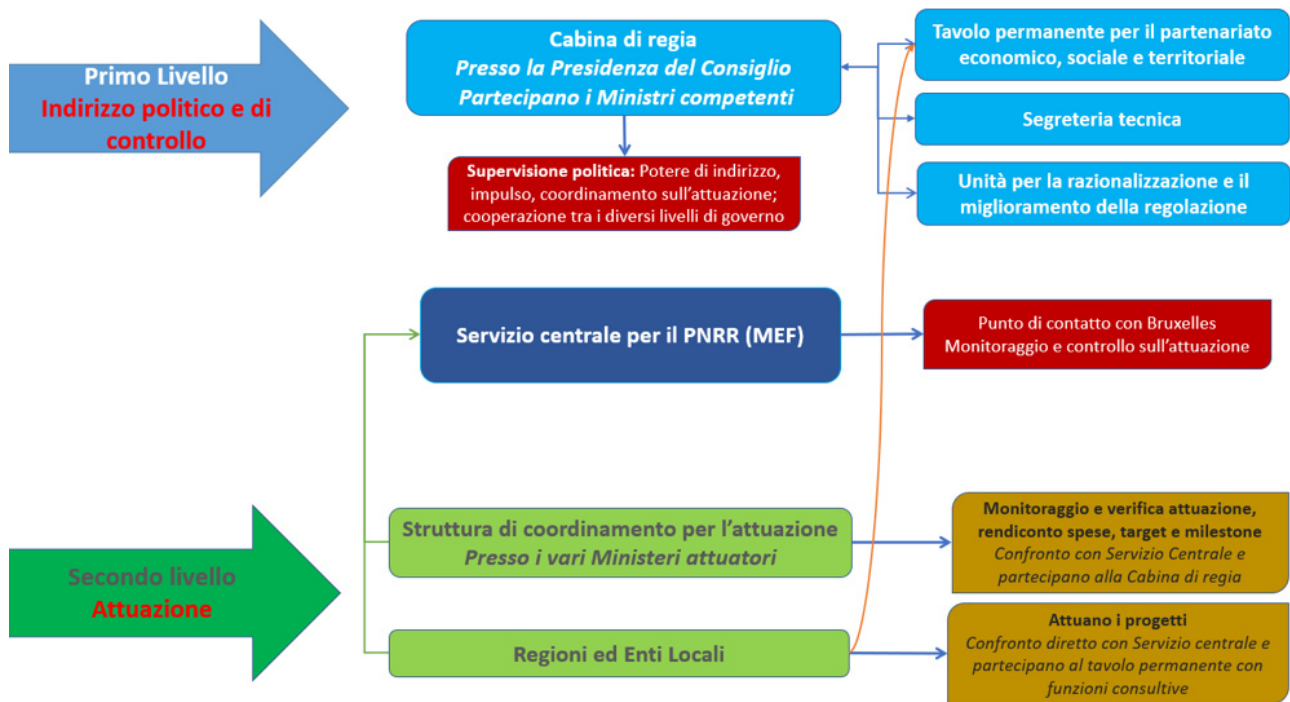 Primo Livello
Indirizzo politico e di
controllo
Cabina di regia
Presso la Presidenza del Consiglio
Partecipano i Ministri competenti
Tavolo permanente per il partenariato
economico, sociale e territoriale
Segreteria tecnica
Unità per la razionalizzazione e il
miglioramento della regolazione
Supervisione politica: Potere di indirizzo,
impulso, coordinamento sull'attuazione;
cooperazione tra i diversi livelli di governo
Servizio centrale per il PNRR (MEF)
Punto di contatto con Bruxelles
Monitoraggio e controllo sull'attuazione
Secondo livello
Attuazione
Struttura di coordinamento per l'attuazione
Presso i vari Ministeri attuatori
Monitoraggio e verifica attuazione,
rendiconto spese, target e milestone
Confronto con Servizio Centrale e
partecipano alla Cabina di regia
Regioni ed Enti Locali
Attuano i progetti
Confronto diretto con Servizio centrale e
partecipano al tavolo permanente con
funzioni consultive